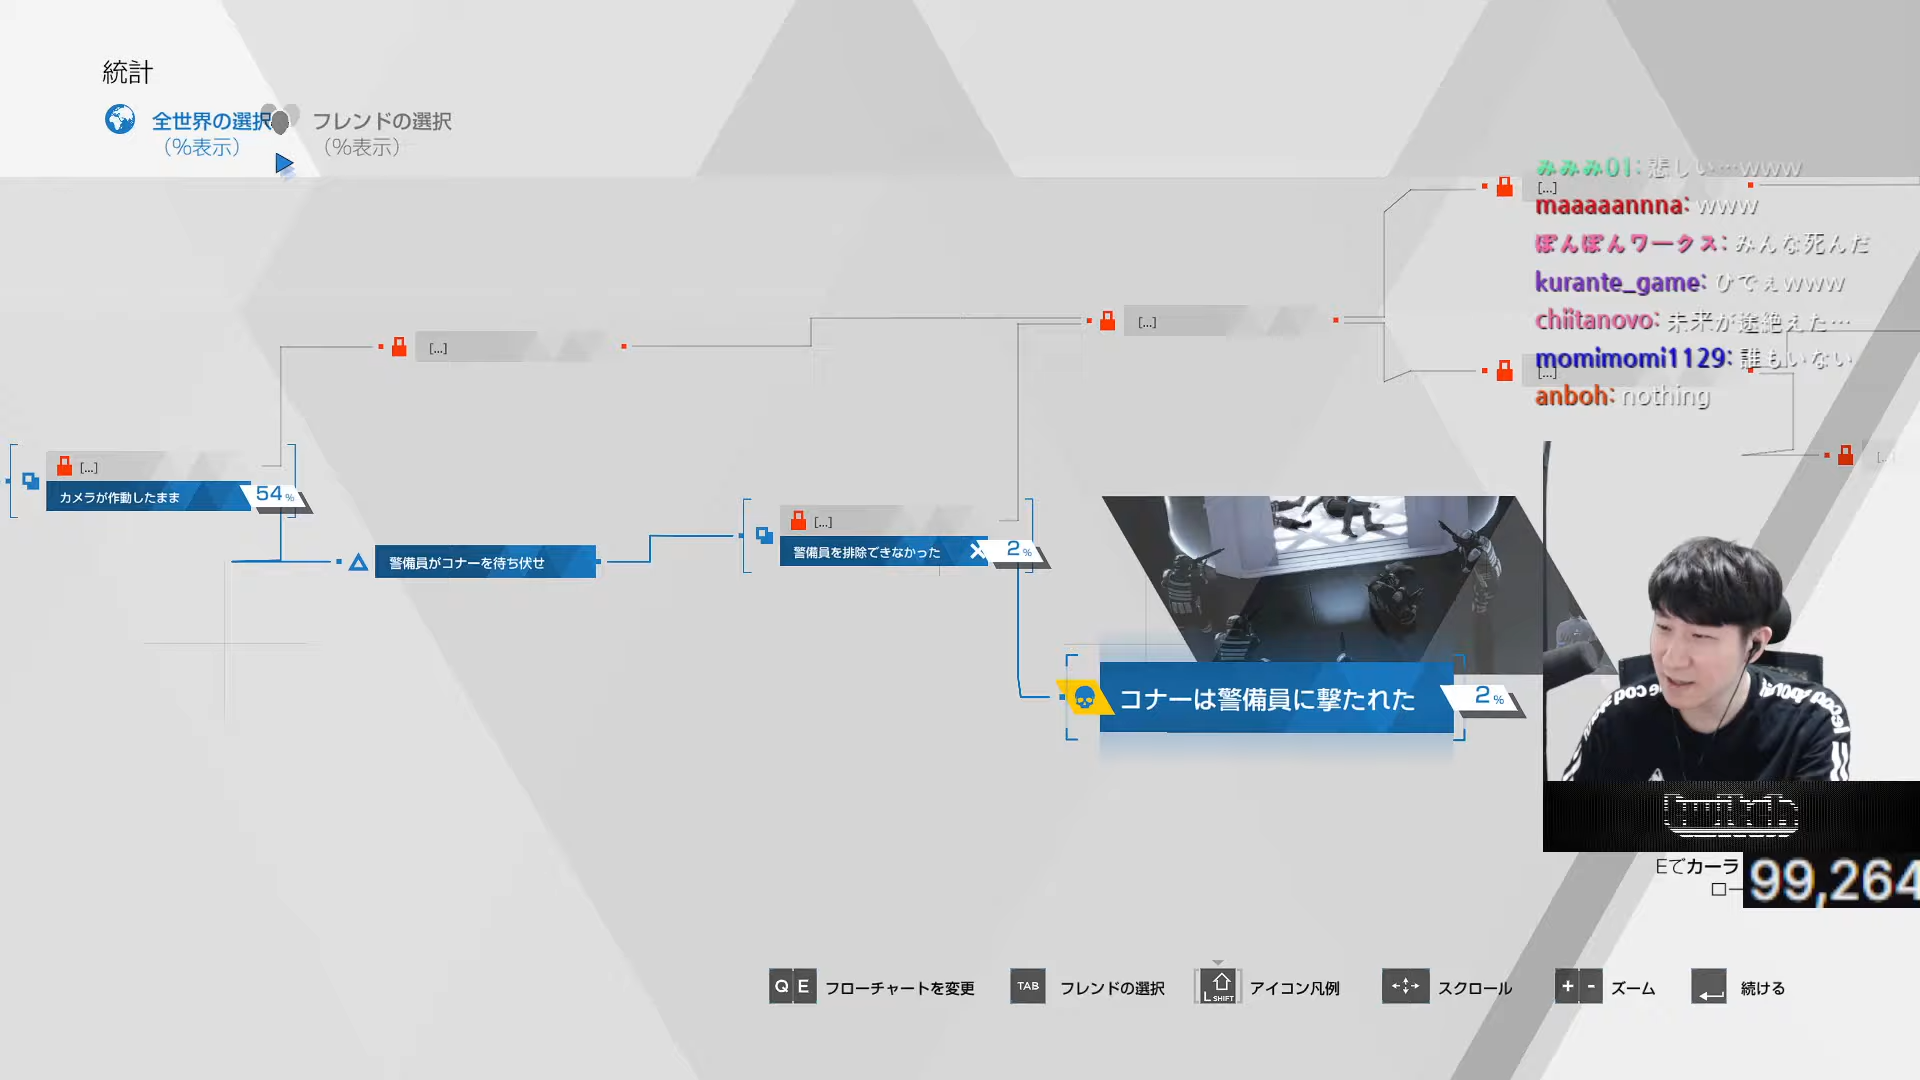 統計
全世界の選択
（%表示）
フレンドの選択
（%表示）
みみみ01: 悲しい…www
[...]
maaaaannna: www
ぽんぽんワークス: みんな死んだ
kurante_game: ひでぇwww
chiitanovo: 未来が途絶えた…
momimomi1129: 誰もいない
[...]
anboh: nothing
[...]
[...]
[...]
カメラが作動したまま 54%
警備員がコナーを待ち伏せ
[...]
警備員を排除できなかった 2%
コナーは警備員に撃たれた 2%
twitch
Eでカーラ
99,264
Q E フローチャートを変更
TAB フレンドの選択
L SHIFT アイコン凡例
スクロール
+ - ズーム
続ける